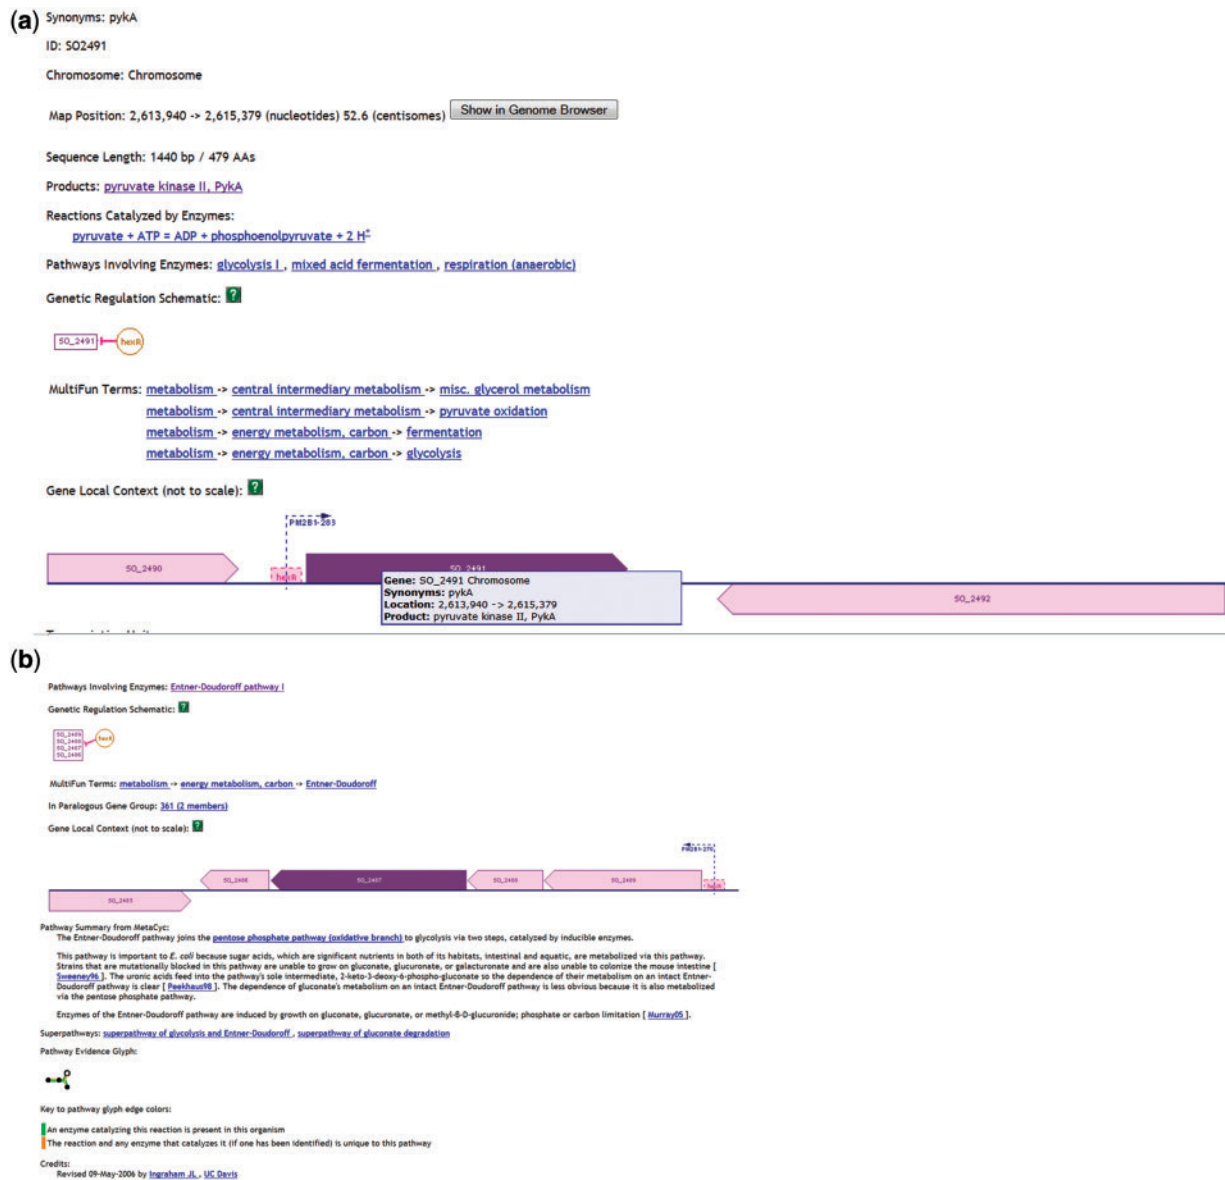 (a) Synonyms: pykA
ID: SO2491
Chromosome: Chromosome
Map Position: 2,613,940 -> 2,615,379 (nucleotides) 52.6 (centisomes) Show in Genome Browser
Sequence Length: 1440 bp / 479 AAs
Products: pyruvate kinase II, PykA
Reactions Catalyzed by Enzymes:
pyruvate + ATP = ADP + phosphoenolpyruvate + 2 H+
Pathways Involving Enzymes: glycolysis I , mixed acid fermentation , respiration (anaerobic)
Genetic Regulation Schematic: ?
SO_2491 hexR
MultiFun Terms: metabolism -> central intermediary metabolism -> misc. glycerol metabolism
metabolism -> central intermediary metabolism -> pyruvate oxidation
metabolism -> energy metabolism, carbon -> fermentation
metabolism -> energy metabolism, carbon -> glycolysis
Gene Local Context (not to scale): ?
PM2B1-283
SO_2490 hexR SO_2491
Gene: SO_2491 Chromosome
Synonyms: pykA
Location: 2,613,940 -> 2,615,379
Product: pyruvate kinase II, PykA
SO_2492
(b)
Pathways Involving Enzymes: Entner-Doudoroff pathway I
Genetic Regulation Schematic: ?
SO_2489
SO_2488
SO_2487
hexR
MultiFun Terms: metabolism -> energy metabolism, carbon -> Entner-Doudoroff
In Paralogous Gene Group: 361 (2 members)
Gene Local Context (not to scale): ?
SO_2487 SO_2488 SO_2489 hexR
SO_2485
Pathway Summary from MetaCyc:
The Entner-Doudoroff pathway joins the pentose phosphate pathway (oxidative branch) to glycolysis via two steps, catalyzed by inducible enzymes.
This pathway is important to E. coli because sugar acids, which are significant nutrients in both of its habitats, intestinal and aquatic, are metabolized via this pathway.
Strains that are mutationally blocked in this pathway are unable to grow on gluconate, glucuronate, or galacturonate and are also unable to colonize the mouse intestine [
Sweeney96 ]. The uronic acids feed into the pathway's sole intermediate, 2-keto-3-deoxy-6-phospho-gluconate so the dependence of their metabolism on an intact Entner-
Doudoroff pathway is clear [ Peekhaus98 ]. The dependence of gluconate's metabolism on an intact Entner-Doudoroff pathway is less obvious because it is also metabolized
via the pentose phosphate pathway.
Enzymes of the Entner-Doudoroff pathway are induced by growth on gluconate, glucuronate, or methyl-β-D-glucuronide; phosphate or carbon limitation [ Murray05 ].
Superpathways: superpathway of glycolysis and Entner-Doudoroff , superpathway of gluconate degradation
Pathway Evidence Glyph:
Key to pathway glyph edge colors:
An enzyme catalyzing this reaction is present in this organism
The reaction and any enzyme that catalyzes it (if one has been identified) is unique to this pathway
Credits:
Revised 09-May-2006 by Ingraham JL , UC Davis